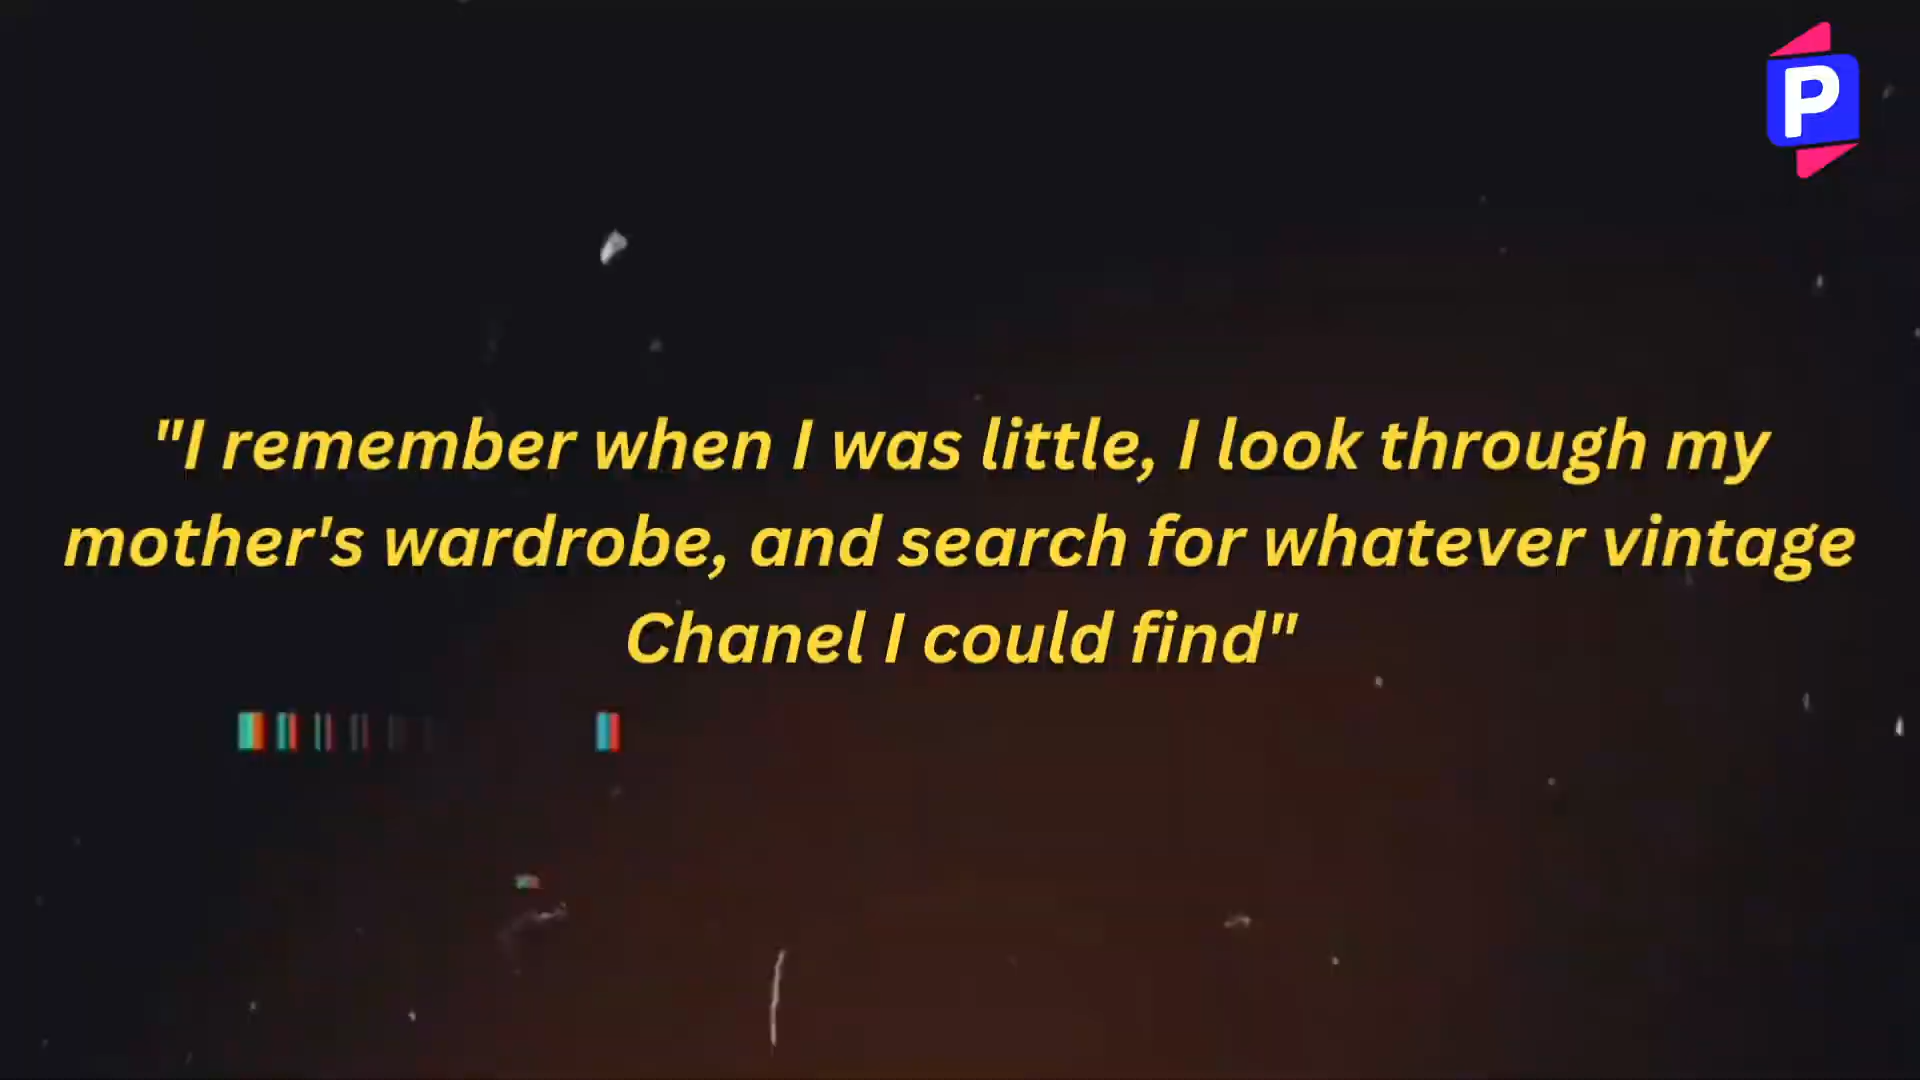 P
"I remember when I was little, I look through my
mother's wardrobe, and search for whatever vintage
Chanel I could find"